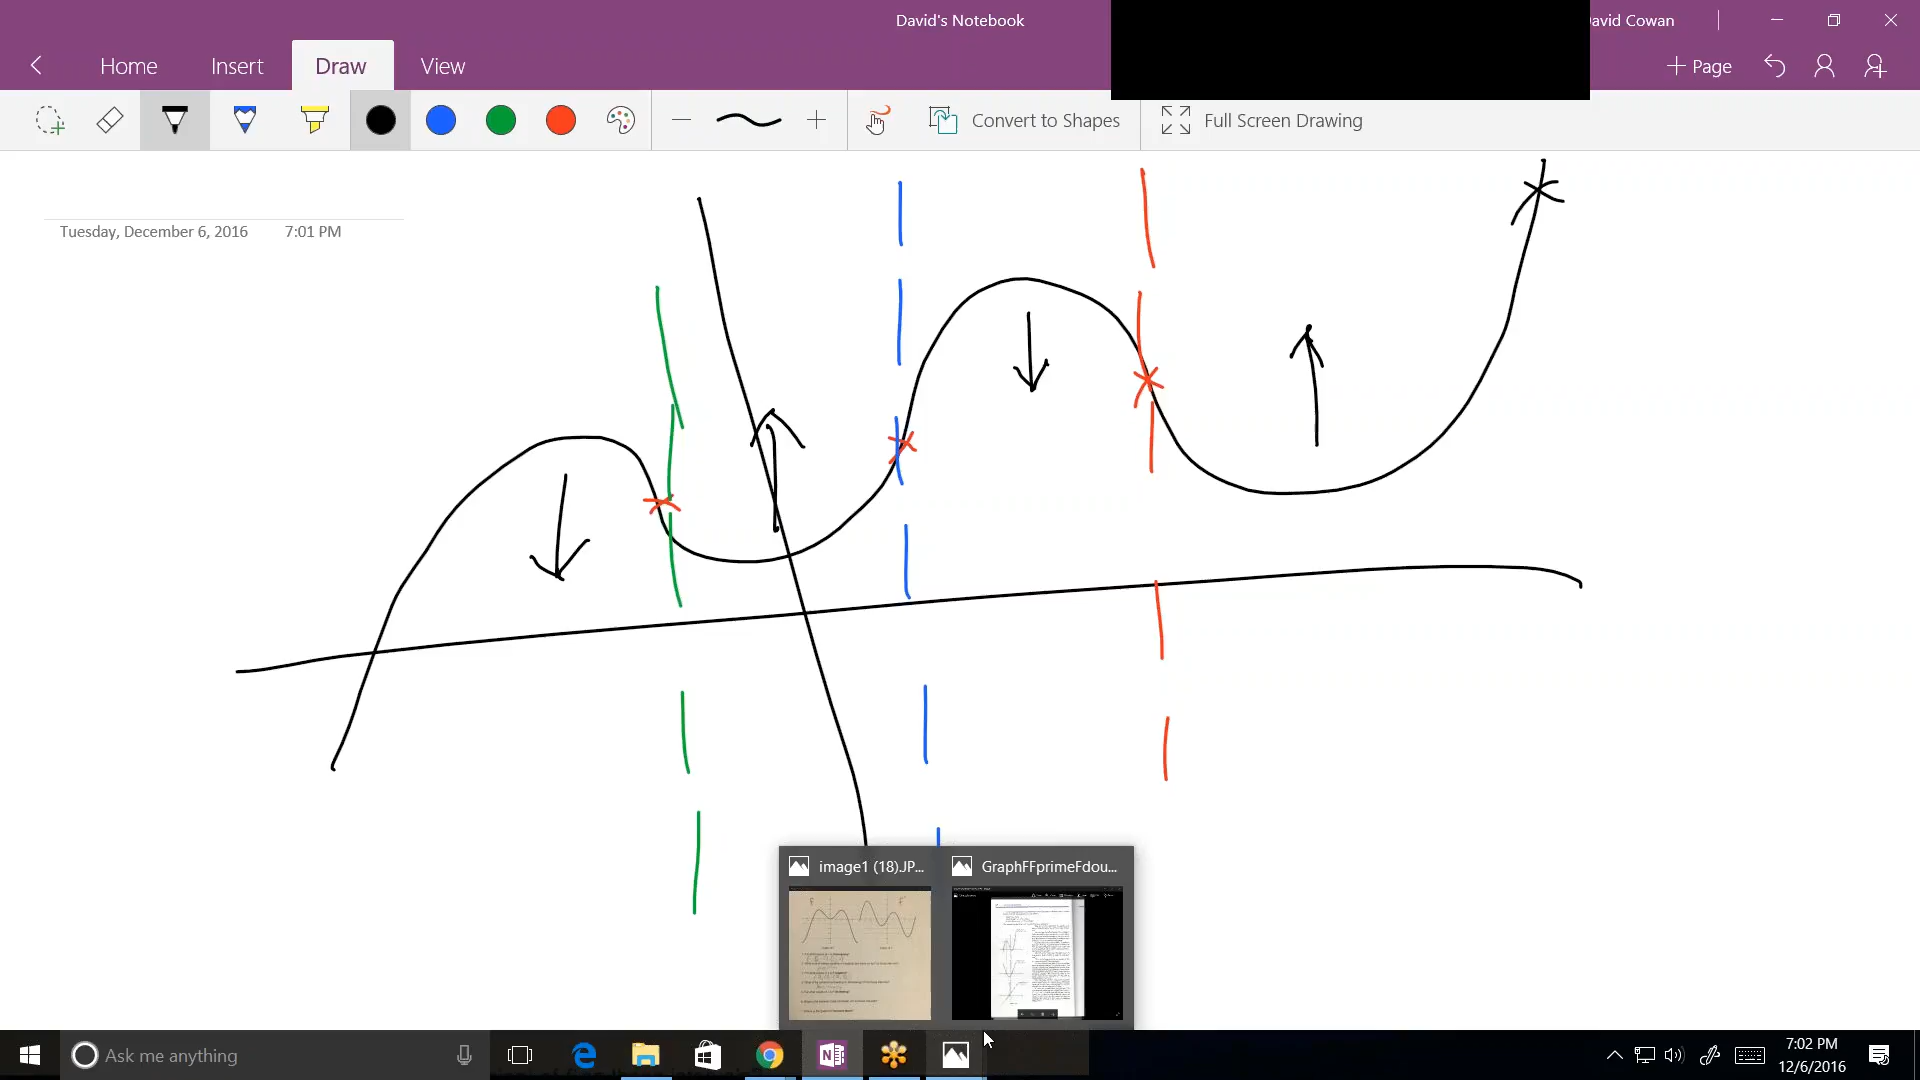 David's Notebook
avid Cowan
Home
Insert
Draw
View
Page
Convert to Shapes
Full Screen Drawing
Tuesday, December 6, 2016
7:01 PM
image1 (18).JP...
GraphFFprimeFdou...
Ask me anything
7:02 PM
12/6/2016